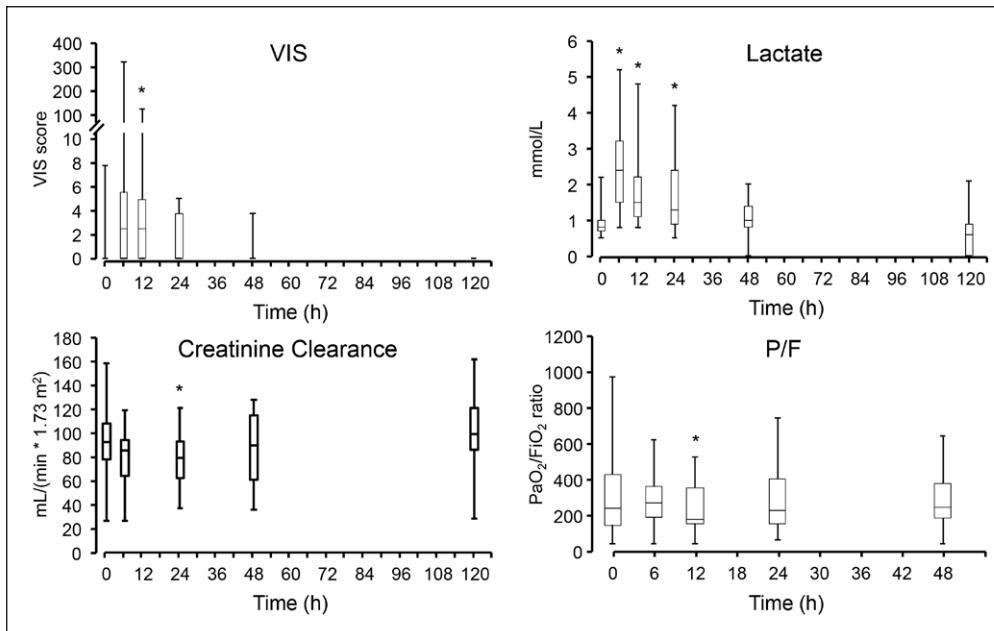 VIS
VIS score
400
300
200
100
10
8
6
4
2
0
*
0 12 24 36 48 60 72 84 96 108 120
Time (h)
Lactate
mmol/L
6
5
4
3
2
1
0
* * *
0 12 24 36 48 60 72 84 96 108 120
Time (h)
Creatinine Clearance
mL/(min * 1.73 m²)
180
160
140
120
100
80
60
40
20
0
*
0 12 24 36 48 60 72 84 96 108 120
Time (h)
P/F
PaO₂/FiO₂ ratio
1200
1000
800
600
400
200
0
*
0 6 12 18 24 30 36 42 48
Time (h)